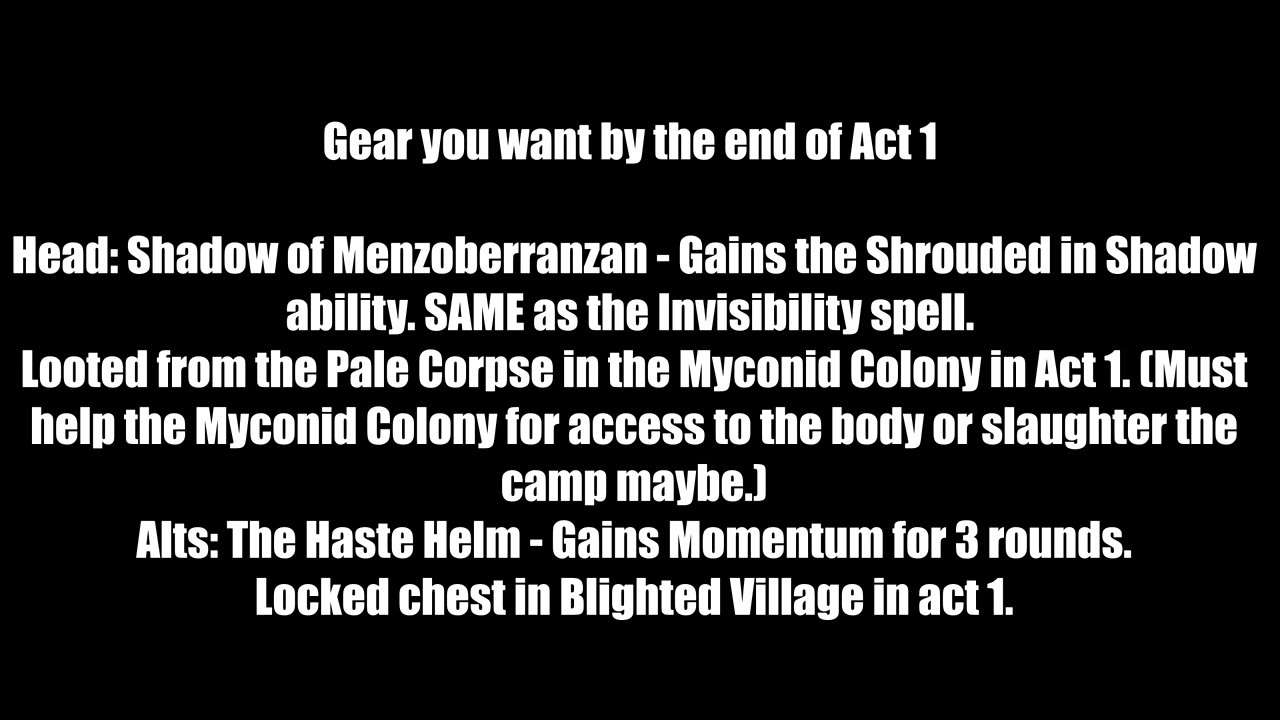 Gear you want by the end of Act 1
Head: Shadow of Menzoberranzan - Gains the Shrouded in Shadow
ability. SAME as the Invisibility spell.
Looted from the Pale Corpse in the Myconid Colony in Act 1. (Must
help the Myconid Colony for access to the body or slaughter the
camp maybe.)
Alts: The Haste Helm - Gains Momentum for 3 rounds.
Locked chest in Blighted Village in act 1.